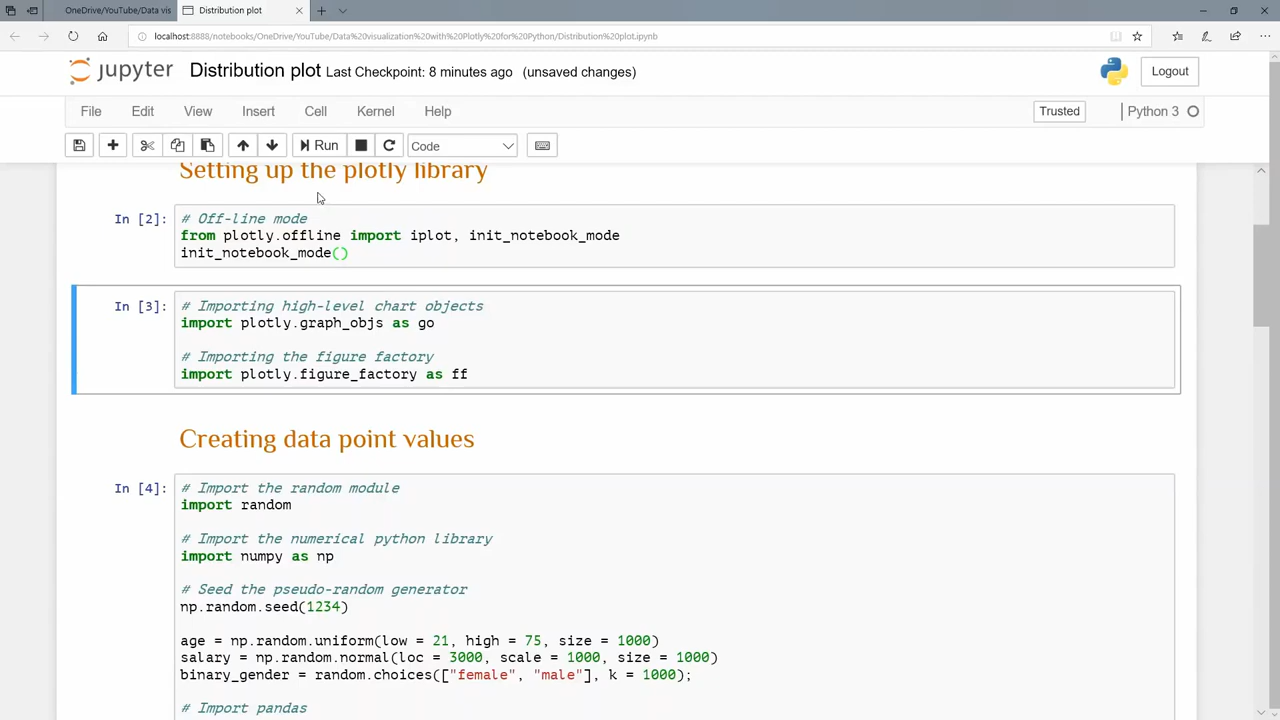 OneDrive/YouTube/Data vis
Distribution plot
localhost:8888/notebooks/OneDrive/YouTube/Data%20visualization%20with%20Plotly%20for%20Python/Distribution%20plot.ipynb
jupyter Distribution plot Last Checkpoint: 8 minutes ago (unsaved changes)
Logout
File Edit View Insert Cell Kernel Help
Trusted
Python 3
Run
Code
Setting up the plotly library
In [2]:
# Off-line mode
from plotly.offline import iplot, init_notebook_mode
init_notebook_mode()
In [3]:
# Importing high-level chart objects
import plotly.graph_objs as go
# Importing the figure factory
import plotly.figure_factory as ff
Creating data point values
In [4]:
# Import the random module
import random
# Import the numerical python library
import numpy as np
# Seed the pseudo-random generator
np.random.seed(1234)
age = np.random.uniform(low = 21, high = 75, size = 1000)
salary = np.random.normal(loc = 3000, scale = 1000, size = 1000)
binary_gender = random.choices(["female", "male"], k = 1000);
# Import pandas